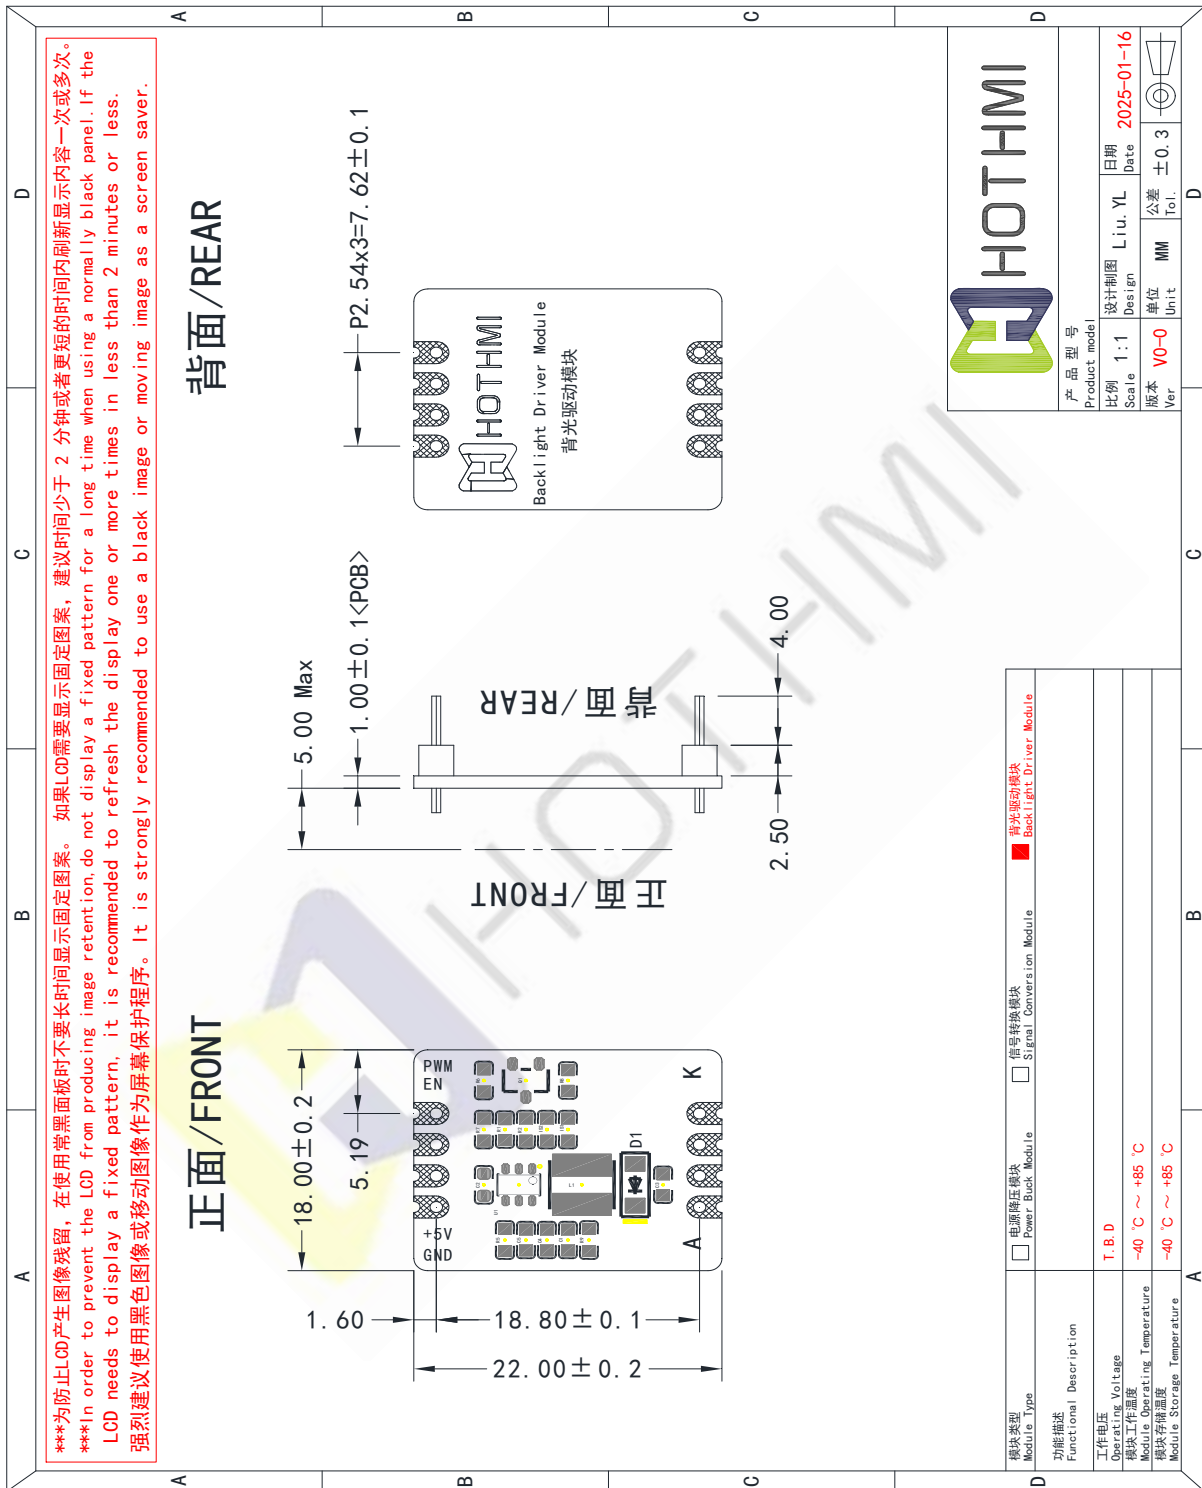 ***为防止LCD产生图像残留，在使用常黑面板时不要长时间显示固定图案。 如果LCD需要显示固定图案，建议时间少于 2 分钟或者更短的时间内刷新显示内容一次或多次。
***In order to prevent the LCD from producing image retention,do not display a fixed pattern for a long time when using a normally black panel.If the
LCD needs to display a fixed pattern, it is recommended to refresh the display one or more times in less than 2 minutes or less.
强烈建议使用黑色图像或移动图像作为屏幕保护程序。It is strongly recommended to use a black image or moving image as a screen saver.
A
B
C
D
A
B
C
D
正面/FRONT
背面/REAR
18.00±0.2
5.19
1.60
18.80±0.1
22.00±0.2
PWM
EN
+5V
GND
K
A
D1
L1
5.00 Max
1.00±0.1<PCB>
正面/FRONT
背面/REAR
2.50
4.00
P2.54x3=7.62±0.1
HOTHMI
Backlight Driver Module
背光驱动模块
HOTHMI
模块类型
Module Type
电源降压模块
Power Buck Module
信号转换模块
Signal Conversion Module
背光驱动模块
Backlight Driver Module
功能描述
Functional Description
工作电压
Operating Voltage
T.B.D
模块工作温度
Module Operating Temperature
-40 ℃ ～ +85 ℃
模块存储温度
Module Storage Temperature
-40 ℃ ～ +85 ℃
HOTHMI
产品型号
Product model
比例
Scale
1:1
设计制图
Design
Liu.YL
日期
Date
2025-01-16
版本
Ver
V0-0
单位
Unit
MM
公差
Tol.
±0.3
A
B
C
D
A
B
C
D